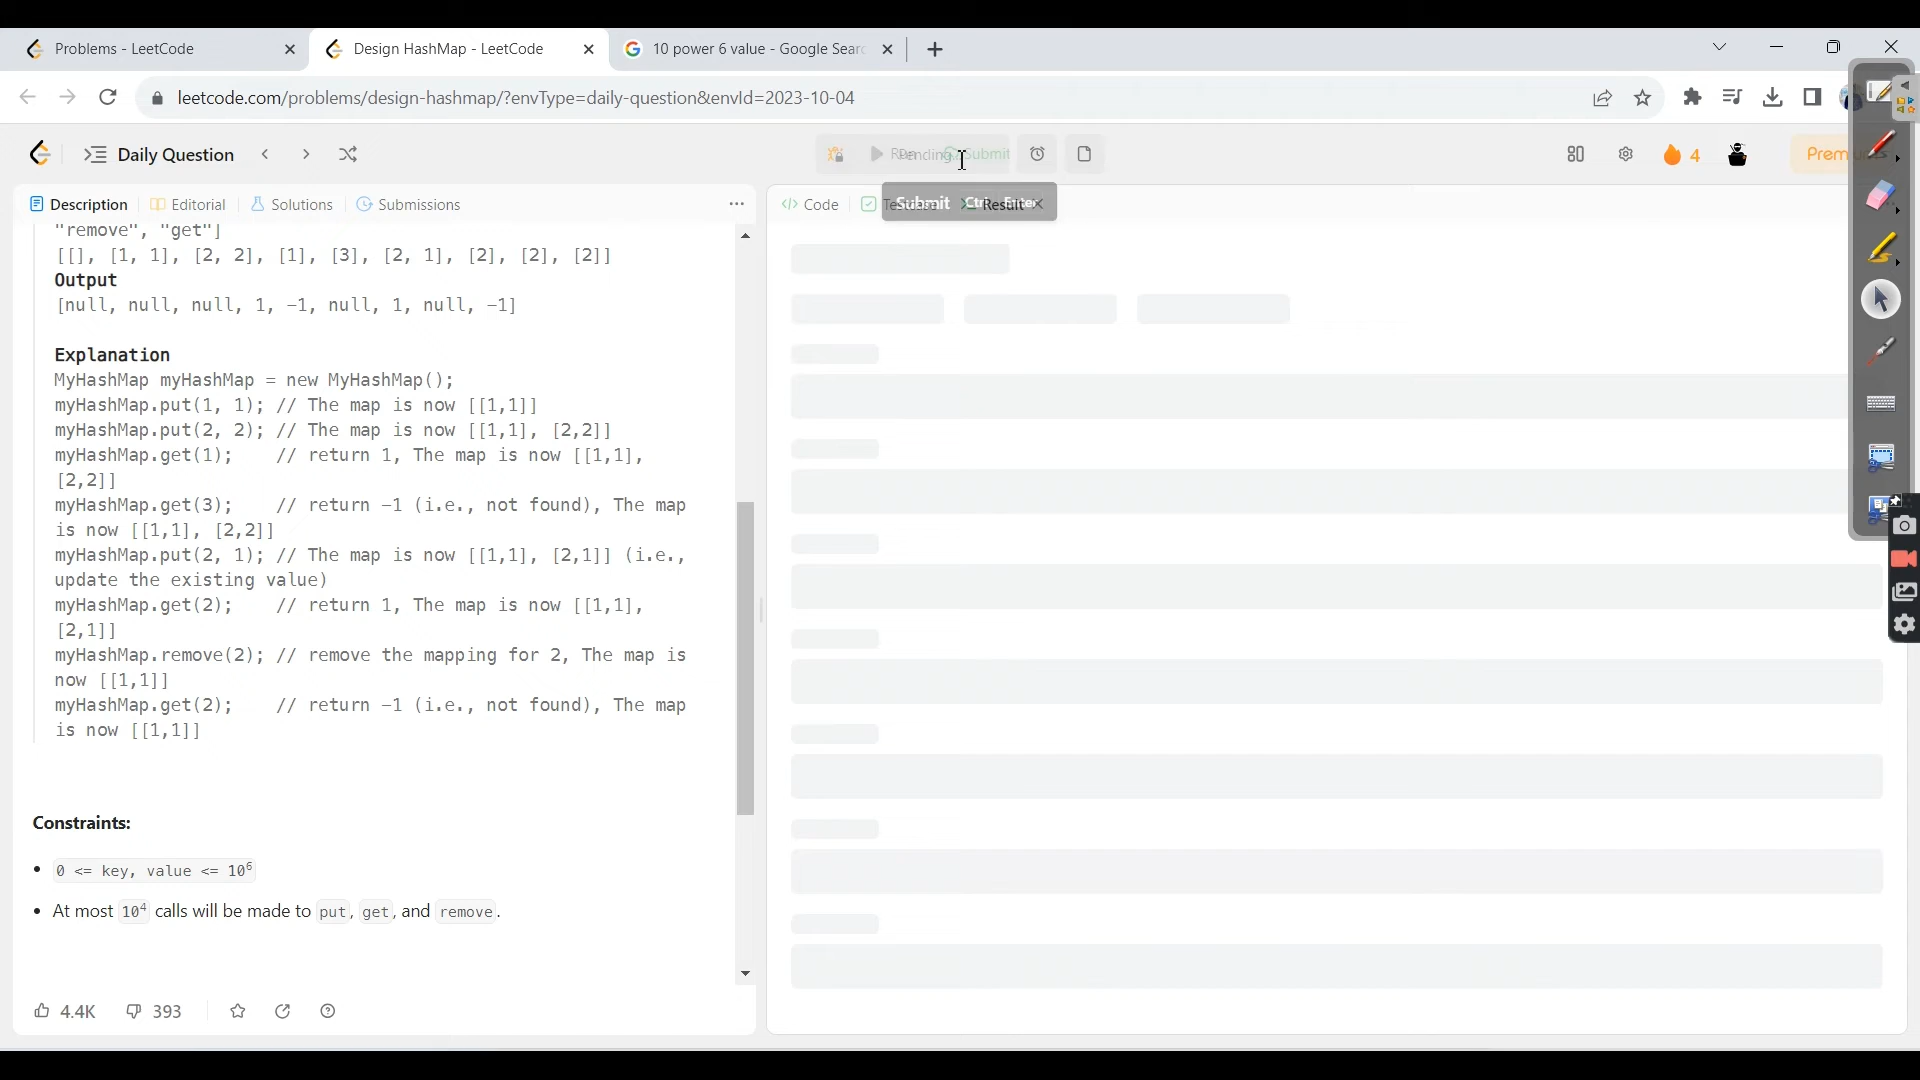 Problems - LeetCode
Design HashMap - LeetCode
10 power 6 value - Google Sear
leetcode.com/problems/design-hashmap/?envType=daily-question&envId=2023-10-04
Daily Question
Run
Pending
Submit
4
Prem
Description
Editorial
Solutions
Submissions
Code
Submit Ctrl Enter
Result
"remove", "get"]
[[], [1, 1], [2, 2], [1], [3], [2, 1], [2], [2], [2]]
Output
[null, null, null, 1, -1, null, 1, null, -1]
Explanation
MyHashMap myHashMap = new MyHashMap();
myHashMap.put(1, 1); // The map is now [[1,1]]
myHashMap.put(2, 2); // The map is now [[1,1], [2,2]]
myHashMap.get(1);    // return 1, The map is now [[1,1],
[2,2]]
myHashMap.get(3);    // return -1 (i.e., not found), The map
is now [[1,1], [2,2]]
myHashMap.put(2, 1); // The map is now [[1,1], [2,1]] (i.e.,
update the existing value)
myHashMap.get(2);    // return 1, The map is now [[1,1],
[2,1]]
myHashMap.remove(2); // remove the mapping for 2, The map is
now [[1,1]]
myHashMap.get(2);    // return -1 (i.e., not found), The map
is now [[1,1]]
Constraints:
0 <= key, value <= 10⁶
At most 10⁴ calls will be made to put, get, and remove.
4.4K
393